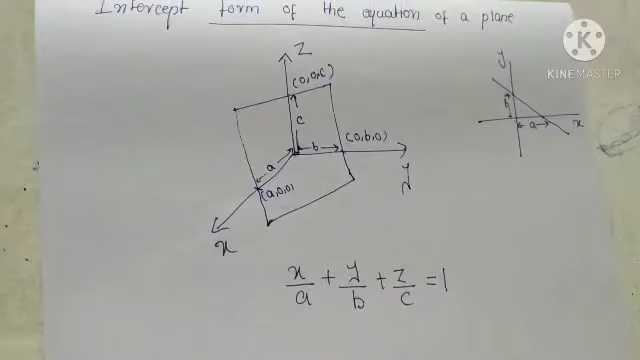 Intercept form of the equation of a plane
K
KINEMASTER
Z
(0,0,c)
c
b
(0,b,0)
a
(a,0,0)
y
x
y
b
a
x
x/a + y/b + z/c = 1